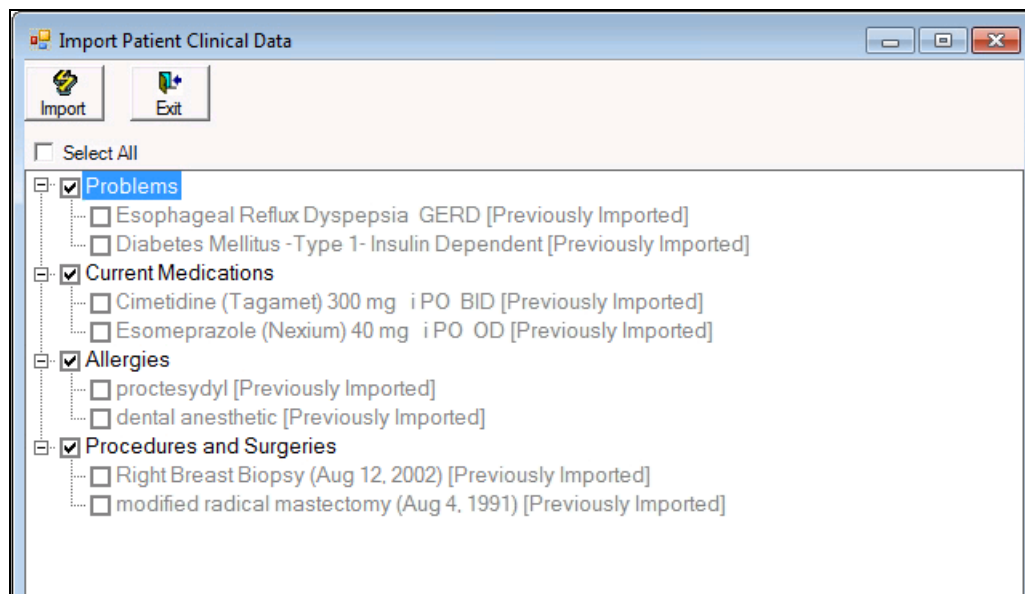 Import Patient Clinical Data
Import Exit
Select All
Problems
Esophageal Reflux Dyspepsia GERD [Previously Imported]
Diabetes Mellitus -Type 1- Insulin Dependent [Previously Imported]
Current Medications
Cimetidine (Tagamet) 300 mg i PO BID [Previously Imported]
Esomeprazole (Nexium) 40 mg i PO OD [Previously Imported]
Allergies
proctesydyl [Previously Imported]
dental anesthetic [Previously Imported]
Procedures and Surgeries
Right Breast Biopsy (Aug 12, 2002) [Previously Imported]
modified radical mastectomy (Aug 4, 1991) [Previously Imported]